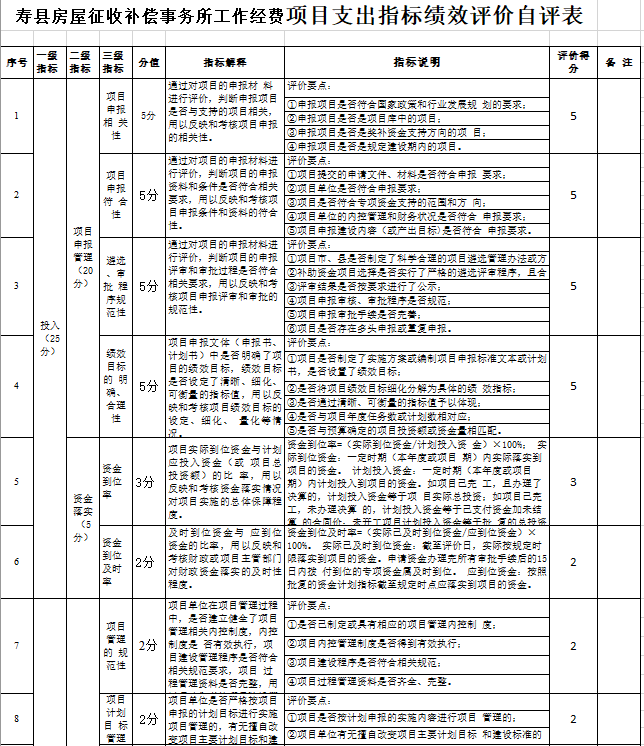 寿县房屋征收补偿事务所工作经费项目支出指标绩效评价自评表
序号 一级指标 二级指标 三级指标 分值 指标解释 指标说明 评价得分 备 注
投入（25分）
项目申报管理（20分）
1
项目申报相 关性
5分
通过对项目的申报材 料
进行评价，判断申报项目
是否与支持的项目相关，
用以反映和考核项目申报
的相关性。
评价要点：
①申报项目是否符合国家政策和行业发展规 划的要求；
②申报项目是否是项目库中的项目；
③申报项目是否是奖补资金支持方向的项 目；
④申报项目是否是规定建设期内的项目。
5
2
项目申报符 合性
5分
通过对项目的申报材料进
行评价，判断项目的申报
资料和条件是否符合相关
要求，用以反映和考核项
目申报条件和资料的符合
性。
评价要点：
①项目提交的申请文件、材料是否符合申报 要求；
②项目单位是否符合申报要求；
③项目是否符合专项资金支持的范围和方 向；
④项目单位的内控管理和财务状况是否符合 申报要求；
⑤项目申报建设内容（或产出目标)是否符合 申报要求。
5
3
遴选、审批 程序规范性
5分
通过对项目的申报材料进
行评价，判断项目的申报
评审和审批过程是否符合
相关要求，用以反映和考
核项目申报评审和审批的
规范性。
评价要点：
①项目市、县是否制定了科学合理的项目遴选管理办法或方
②补助资金项目选择是否实行了严格的遴选评审程序，且合
③评审结果是否按要求进行了公示；
④项目申报审核、审批程序是否规范；
⑤项目申报审批手续是否完善；
⑥项目是否存在多头申报或重复申报。
5
4
绩效目标的 明确、合理性
5分
项目申报文体（申报书、
计划书）中是否明确了项
目的绩效目标，绩效目标
是否设定了清晰、细化、
可衡量的指标值，用以反
映和考核项目绩效目标的
设定、细化、 量化等情
况。
评价要点：
①项目是否制定了实施方案或编制项目申报标准文本或计划
书，是否设置了绩效目标；
②是否将项目绩效目标细化分解为具体的绩 效指标；
③是否通过清晰、可衡量的指标值予以体现；
④是否与项目年度任务数或计划数相对应；
⑤是否与预算确定的项目投资额或资金量相匹配。
5
资金落实（5分）
5
资金到位率
3分
项目实际到位资金与计划
应投入资金（或 项目总
投资额）的比 率，用以
反映和考核资金落实情况
对项目实施的总体保障程
度。
资金到位率=（实际到位资金/计划投入资 金）×100%； 实
际到位资金：一定时期（本年度或项目 期）内实际落实到
项目的资金。 计划投入资金：一定时期（本年度或项目
期）内计划投入到项目的资金。如项目已完 工，且办理了
决算的，计划投入资金等于项 目实际总投资；如项目已完
工，未办理决算 的，计划投入资金等于已支付资金加未结
算 的合同价，未开工项目计划投入资金等于批 复的总投资
3
6
资金到位及时率
2分
及时到位资金与 应到位
资金的比率，用以反映和
考核财政或项目主管部门
对财政资金落实的及时性
程度。
资金到位及时率=（实际已及时到位资金/应到位资金）×
100%。 实际已及时到位资金：截至评价日，实际按规定时
限落实到项目的资金。申请资金办理完所有审批手续后的15
日内拨 付到位的专项资金属及时到位。 应到位资金：按照
批复的资金计划指标截至规定时点应落实到项目的资金。
2
7
项目管理的 规范性
2分
项目单位在项目管理过程
中，是否建立健全了项目
管理相关内控制度，内控
制度是 否有效执行，项
目建设管理程序是否符合
相关规范要求，项目 过
程管理资料是否完整，用
评价要点：
①是否已制定或具有相应的项目管理内控制 度；
②项目内控管理制度是否得到有效执行；
③项目建设程序是否符合相关规范；
④项目过程管理资料是否齐全、完整。
2
8
项目计划目 标管理
2分
项目单位是否严格按项目
申报的计划目标进行实施
项目管理的，有无擅自改
变项目主要计划目标和建
评价要点：
①项目是否按计划申报的实施内容进行项目 管理的；
②项目单位有无擅自改变项目主要计划目标 和建设标准的
2